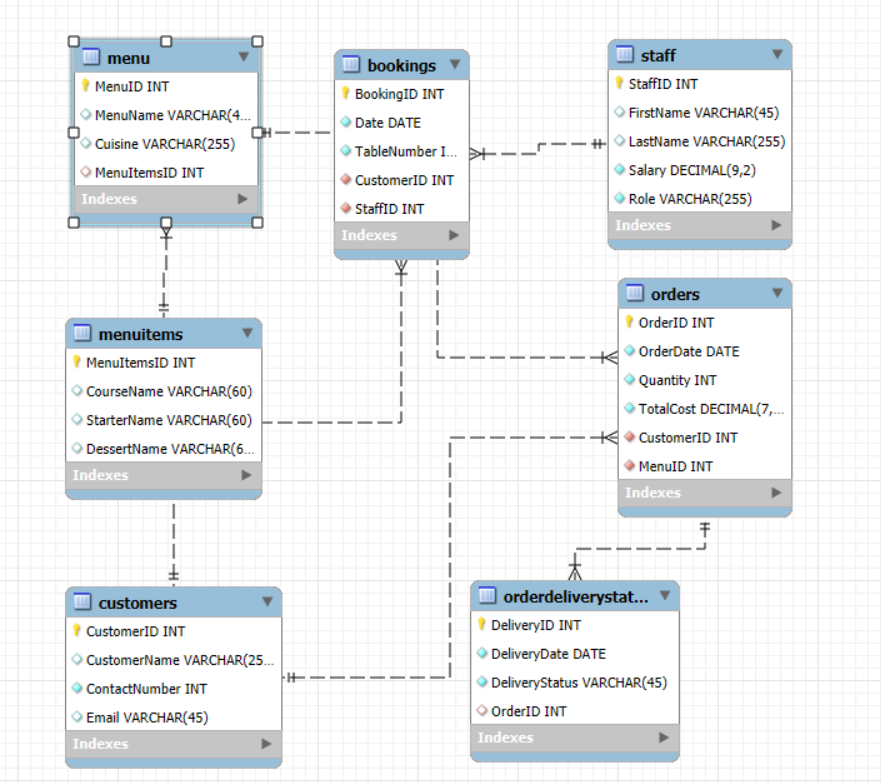 menu
MenuID INT
MenuName VARCHAR(4...
Cuisine VARCHAR(255)
MenuItemsID INT
Indexes
bookings
BookingID INT
Date DATE
TableNumber I...
CustomerID INT
StaffID INT
Indexes
staff
StaffID INT
FirstName VARCHAR(45)
LastName VARCHAR(255)
Salary DECIMAL(9,2)
Role VARCHAR(255)
Indexes
menuitems
MenuItemsID INT
CourseName VARCHAR(60)
StarterName VARCHAR(60)
DessertName VARCHAR(6...
Indexes
orders
OrderID INT
OrderDate DATE
Quantity INT
TotalCost DECIMAL(7,...
CustomerID INT
MenuID INT
Indexes
customers
CustomerID INT
CustomerName VARCHAR(25...
ContactNumber INT
Email VARCHAR(45)
Indexes
orderdeliverystat...
DeliveryID INT
DeliveryDate DATE
DeliveryStatus VARCHAR(45)
OrderID INT
Indexes